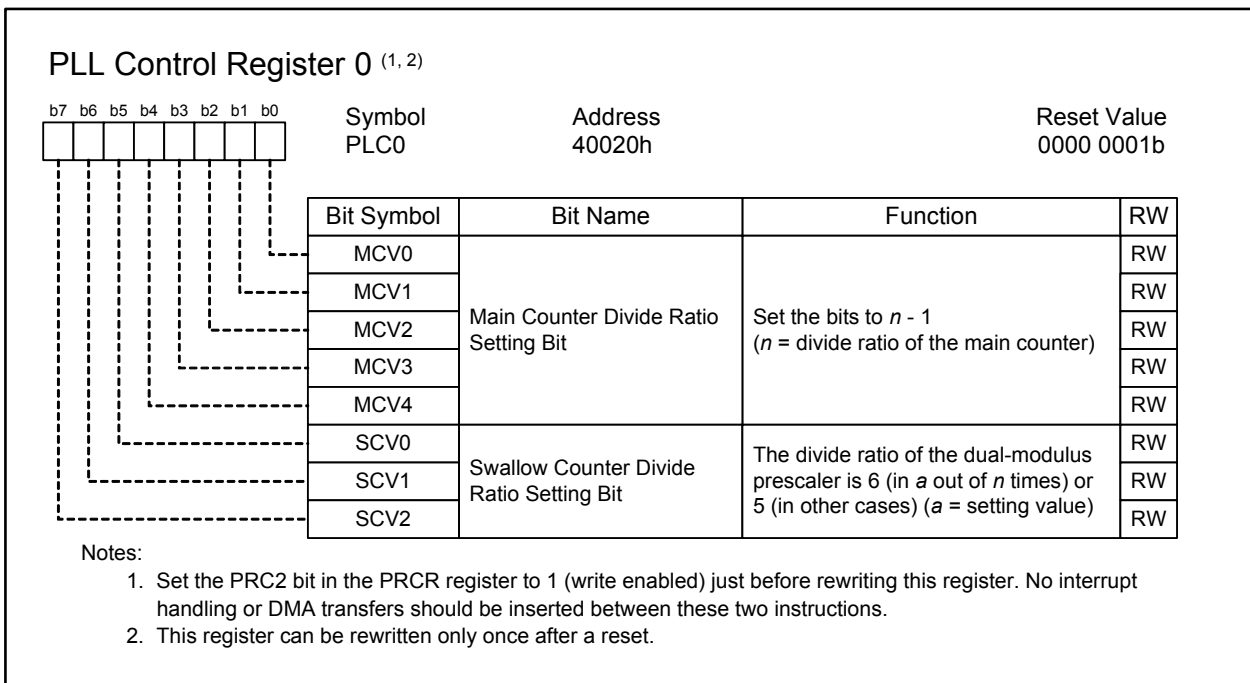 PLL Control Register 0 (1, 2)
b7 b6 b5 b4 b3 b2 b1 b0
Symbol Address Reset Value
PLC0 40020h 0000 0001b
Bit Symbol Bit Name Function RW
MCV0 RW
MCV1 RW
MCV2 RW
MCV3 RW
MCV4 RW
Main Counter Divide Ratio
Setting Bit
Set the bits to n - 1
(n = divide ratio of the main counter)
SCV0 RW
SCV1 RW
SCV2 RW
Swallow Counter Divide
Ratio Setting Bit
The divide ratio of the dual-modulus
prescaler is 6 (in a out of n times) or
5 (in other cases) (a = setting value)
Notes:
1. Set the PRC2 bit in the PRCR register to 1 (write enabled) just before rewriting this register. No interrupt
handling or DMA transfers should be inserted between these two instructions.
2. This register can be rewritten only once after a reset.